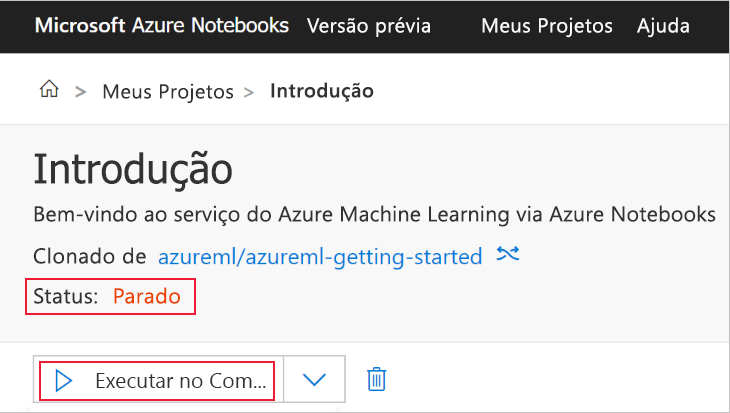 Microsoft Azure Notebooks Versão prévia Meus Projetos Ajuda
> Meus Projetos > Introdução
Introdução
Bem-vindo ao serviço do Azure Machine Learning via Azure Notebooks
Clonado de azureml/azureml-getting-started
Status: Parado
Executar no Com...